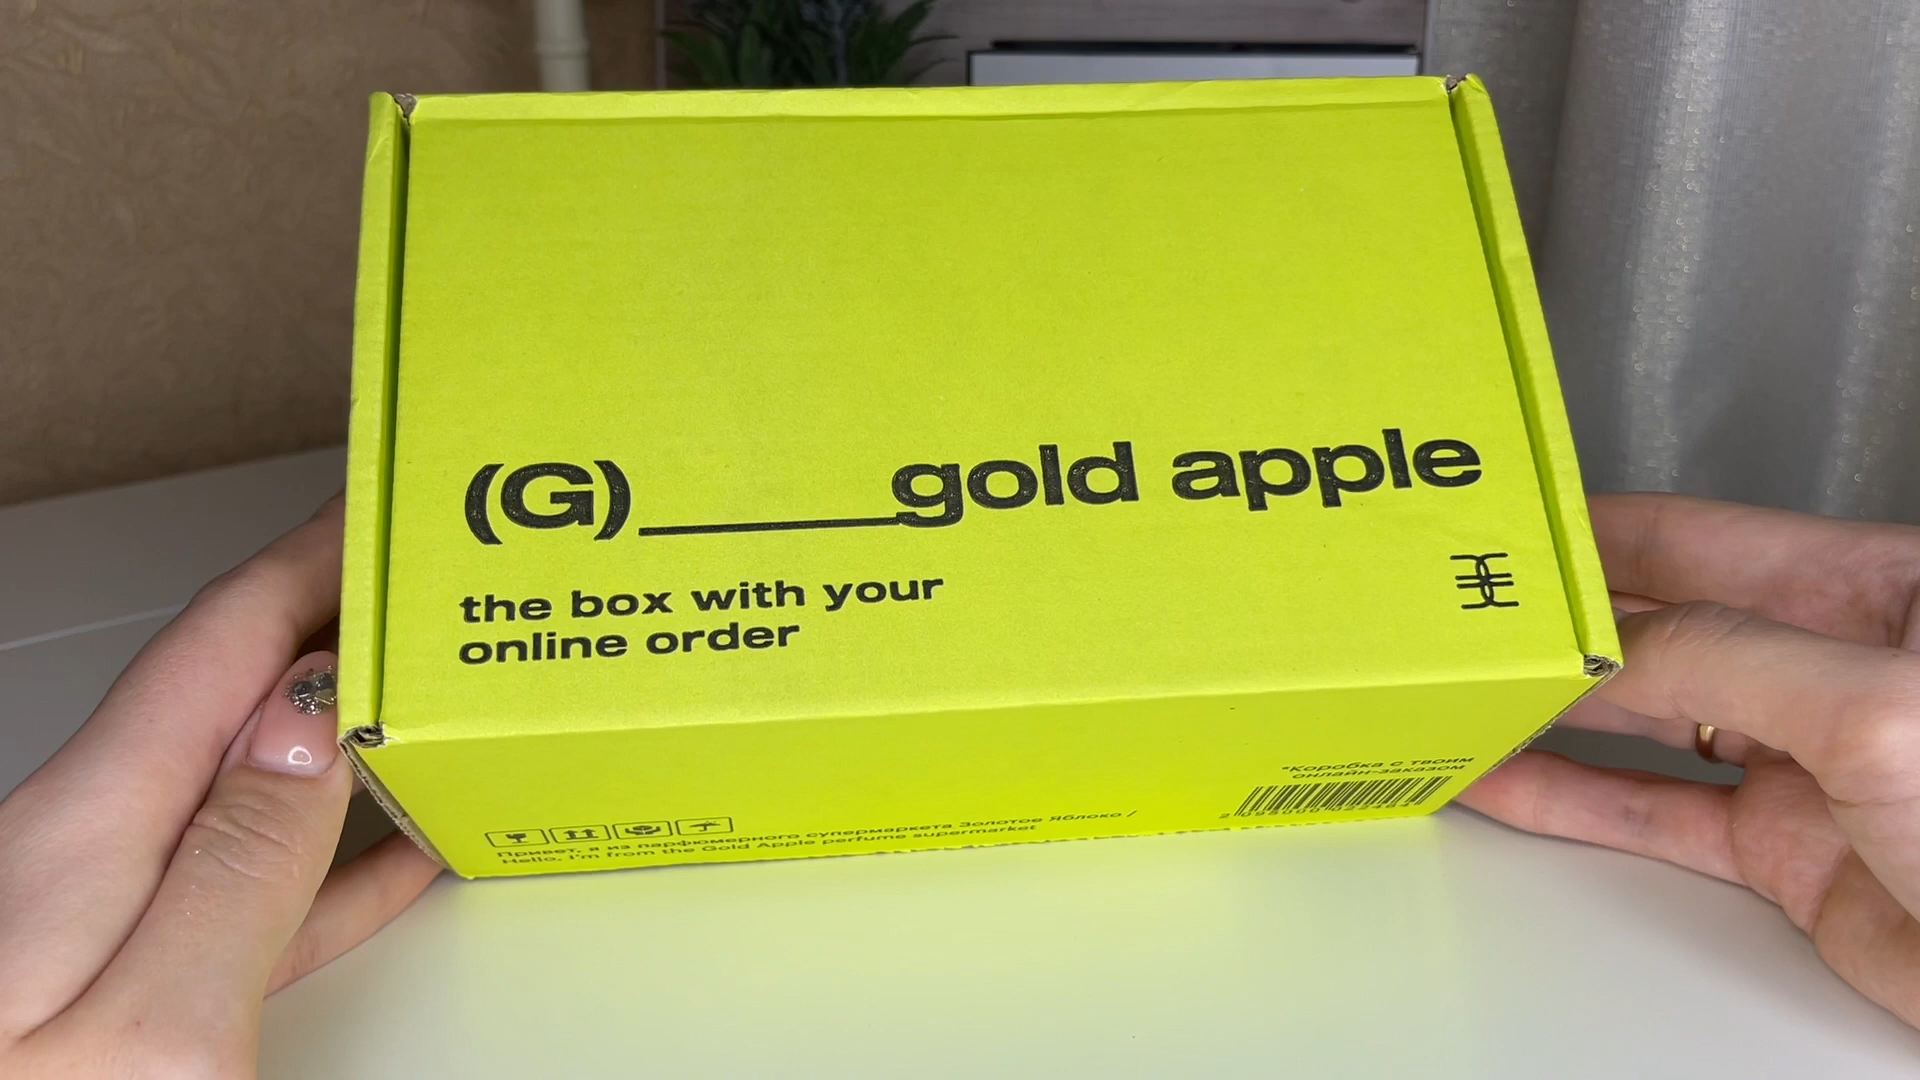 (G)____gold apple
the box with your
online order
*Коробка с твоим
онлайн-заказом
Привет, я из парфюмерного супермаркета Золотое Яблоко /
Hello, I'm from the Gold Apple perfume supermarket